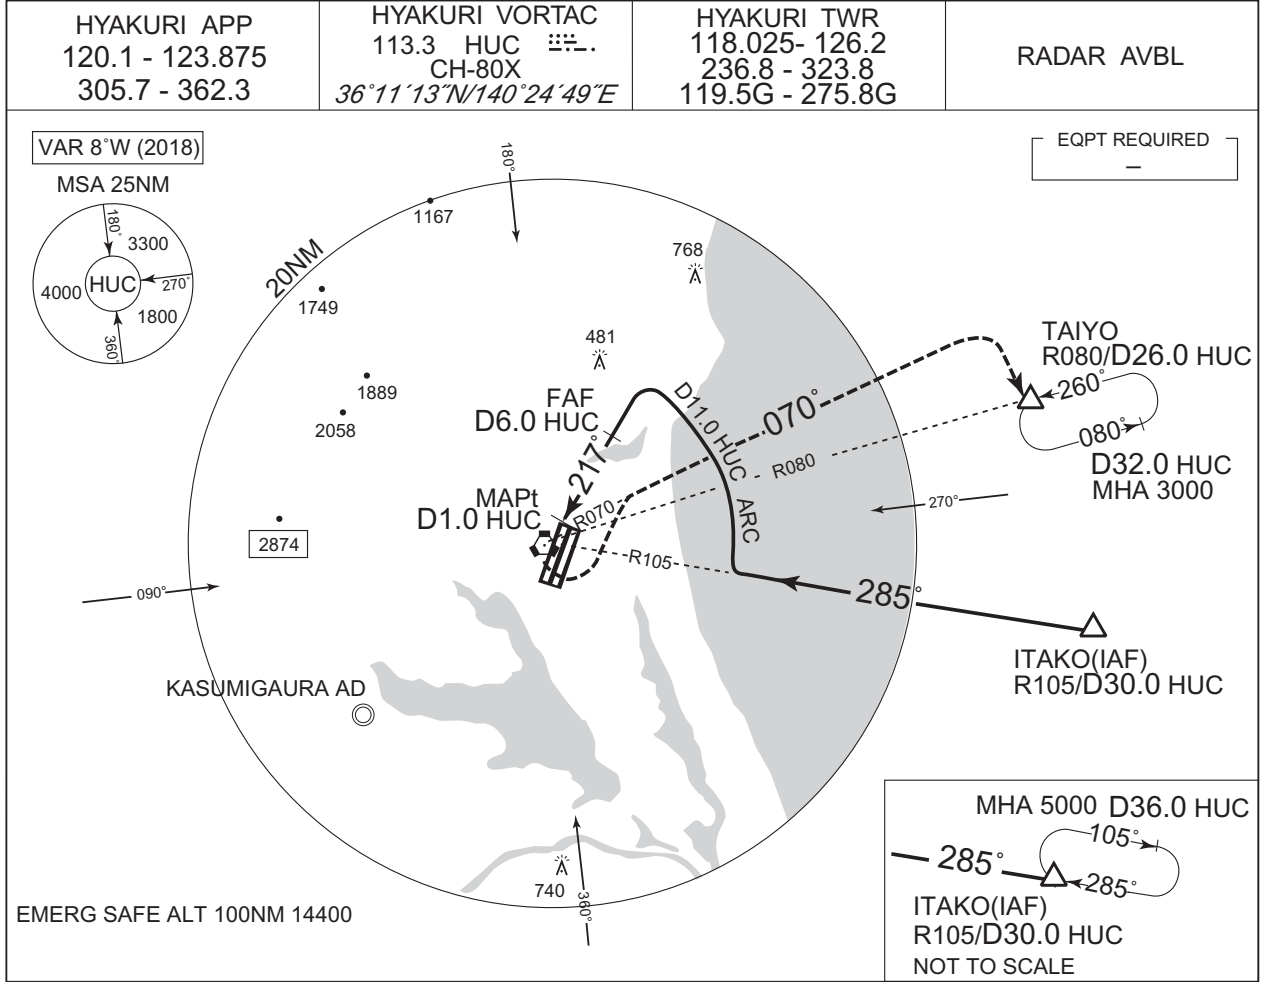 HYAKURI APP
120.1 - 123.875
305.7 - 362.3
HYAKURI VORTAC
113.3 HUC
CH-80X
36°11´13˝N/140°24´49˝E
HYAKURI TWR
118.025- 126.2
236.8 - 323.8
119.5G - 275.8G
RADAR AVBL
VAR 8°W (2018)
MSA 25NM
180°
3300
HUC
270°
4000
1800
360°
EQPT REQUIRED
–
180°
1167
20NM
1749
768
481
1889
2058
TAIYO
R080/D26.0 HUC
260°
080°
D32.0 HUC
MHA 3000
FAF
D6.0 HUC
D11.0 HUC ARC
070°
R080
217°
MAPt
D1.0 HUC
R070
270°
2874
R105
090°
285°
ITAKO(IAF)
R105/D30.0 HUC
KASUMIGAURA AD
740
360°
EMERG SAFE ALT 100NM 14400
MHA 5000 D36.0 HUC
105°
285°
285°
ITAKO(IAF)
R105/D30.0 HUC
NOT TO SCALE